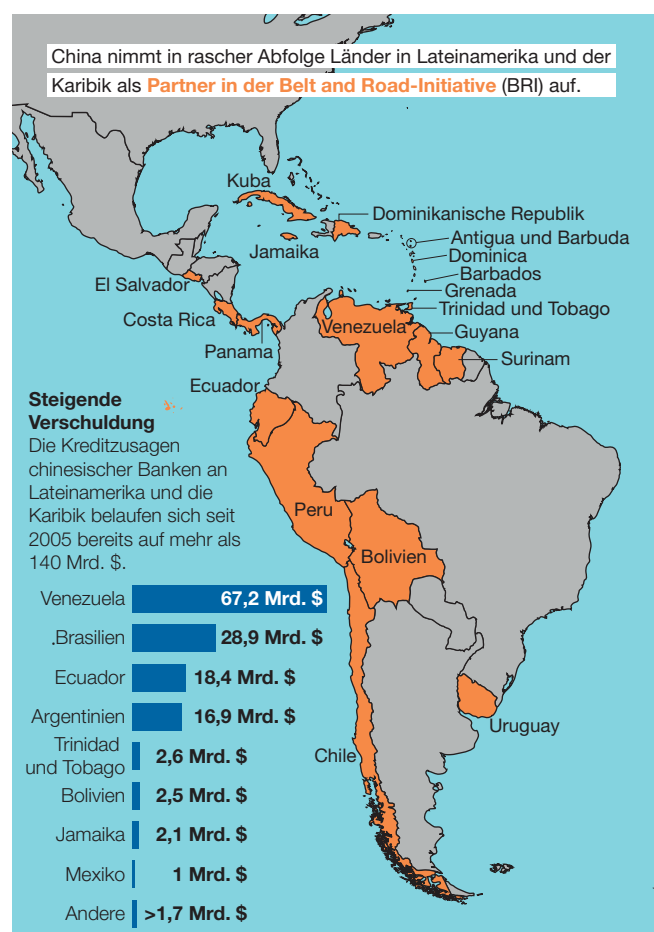 China nimmt in rascher Abfolge Länder in Lateinamerika und der
Karibik als Partner in der Belt and Road-Initiative (BRI) auf.
Kuba
Dominikanische Republik
Jamaika
Antigua und Barbuda
Dominica
Barbados
El Salvador
Grenada
Trinidad und Tobago
Costa Rica
Venezuela
Guyana
Panama
Surinam
Ecuador
Steigende
Verschuldung
Die Kreditzusagen
chinesischer Banken an
Lateinamerika und die
Karibik belaufen sich seit
2005 bereits auf mehr als
140 Mrd. $.
Peru
Bolivien
Uruguay
Chile
Venezuela 67,2 Mrd. $
.Brasilien 28,9 Mrd. $
Ecuador 18,4 Mrd. $
Argentinien 16,9 Mrd. $
Trinidad
und Tobago 2,6 Mrd. $
Bolivien 2,5 Mrd. $
Jamaika 2,1 Mrd. $
Mexiko 1 Mrd. $
Andere >1,7 Mrd. $